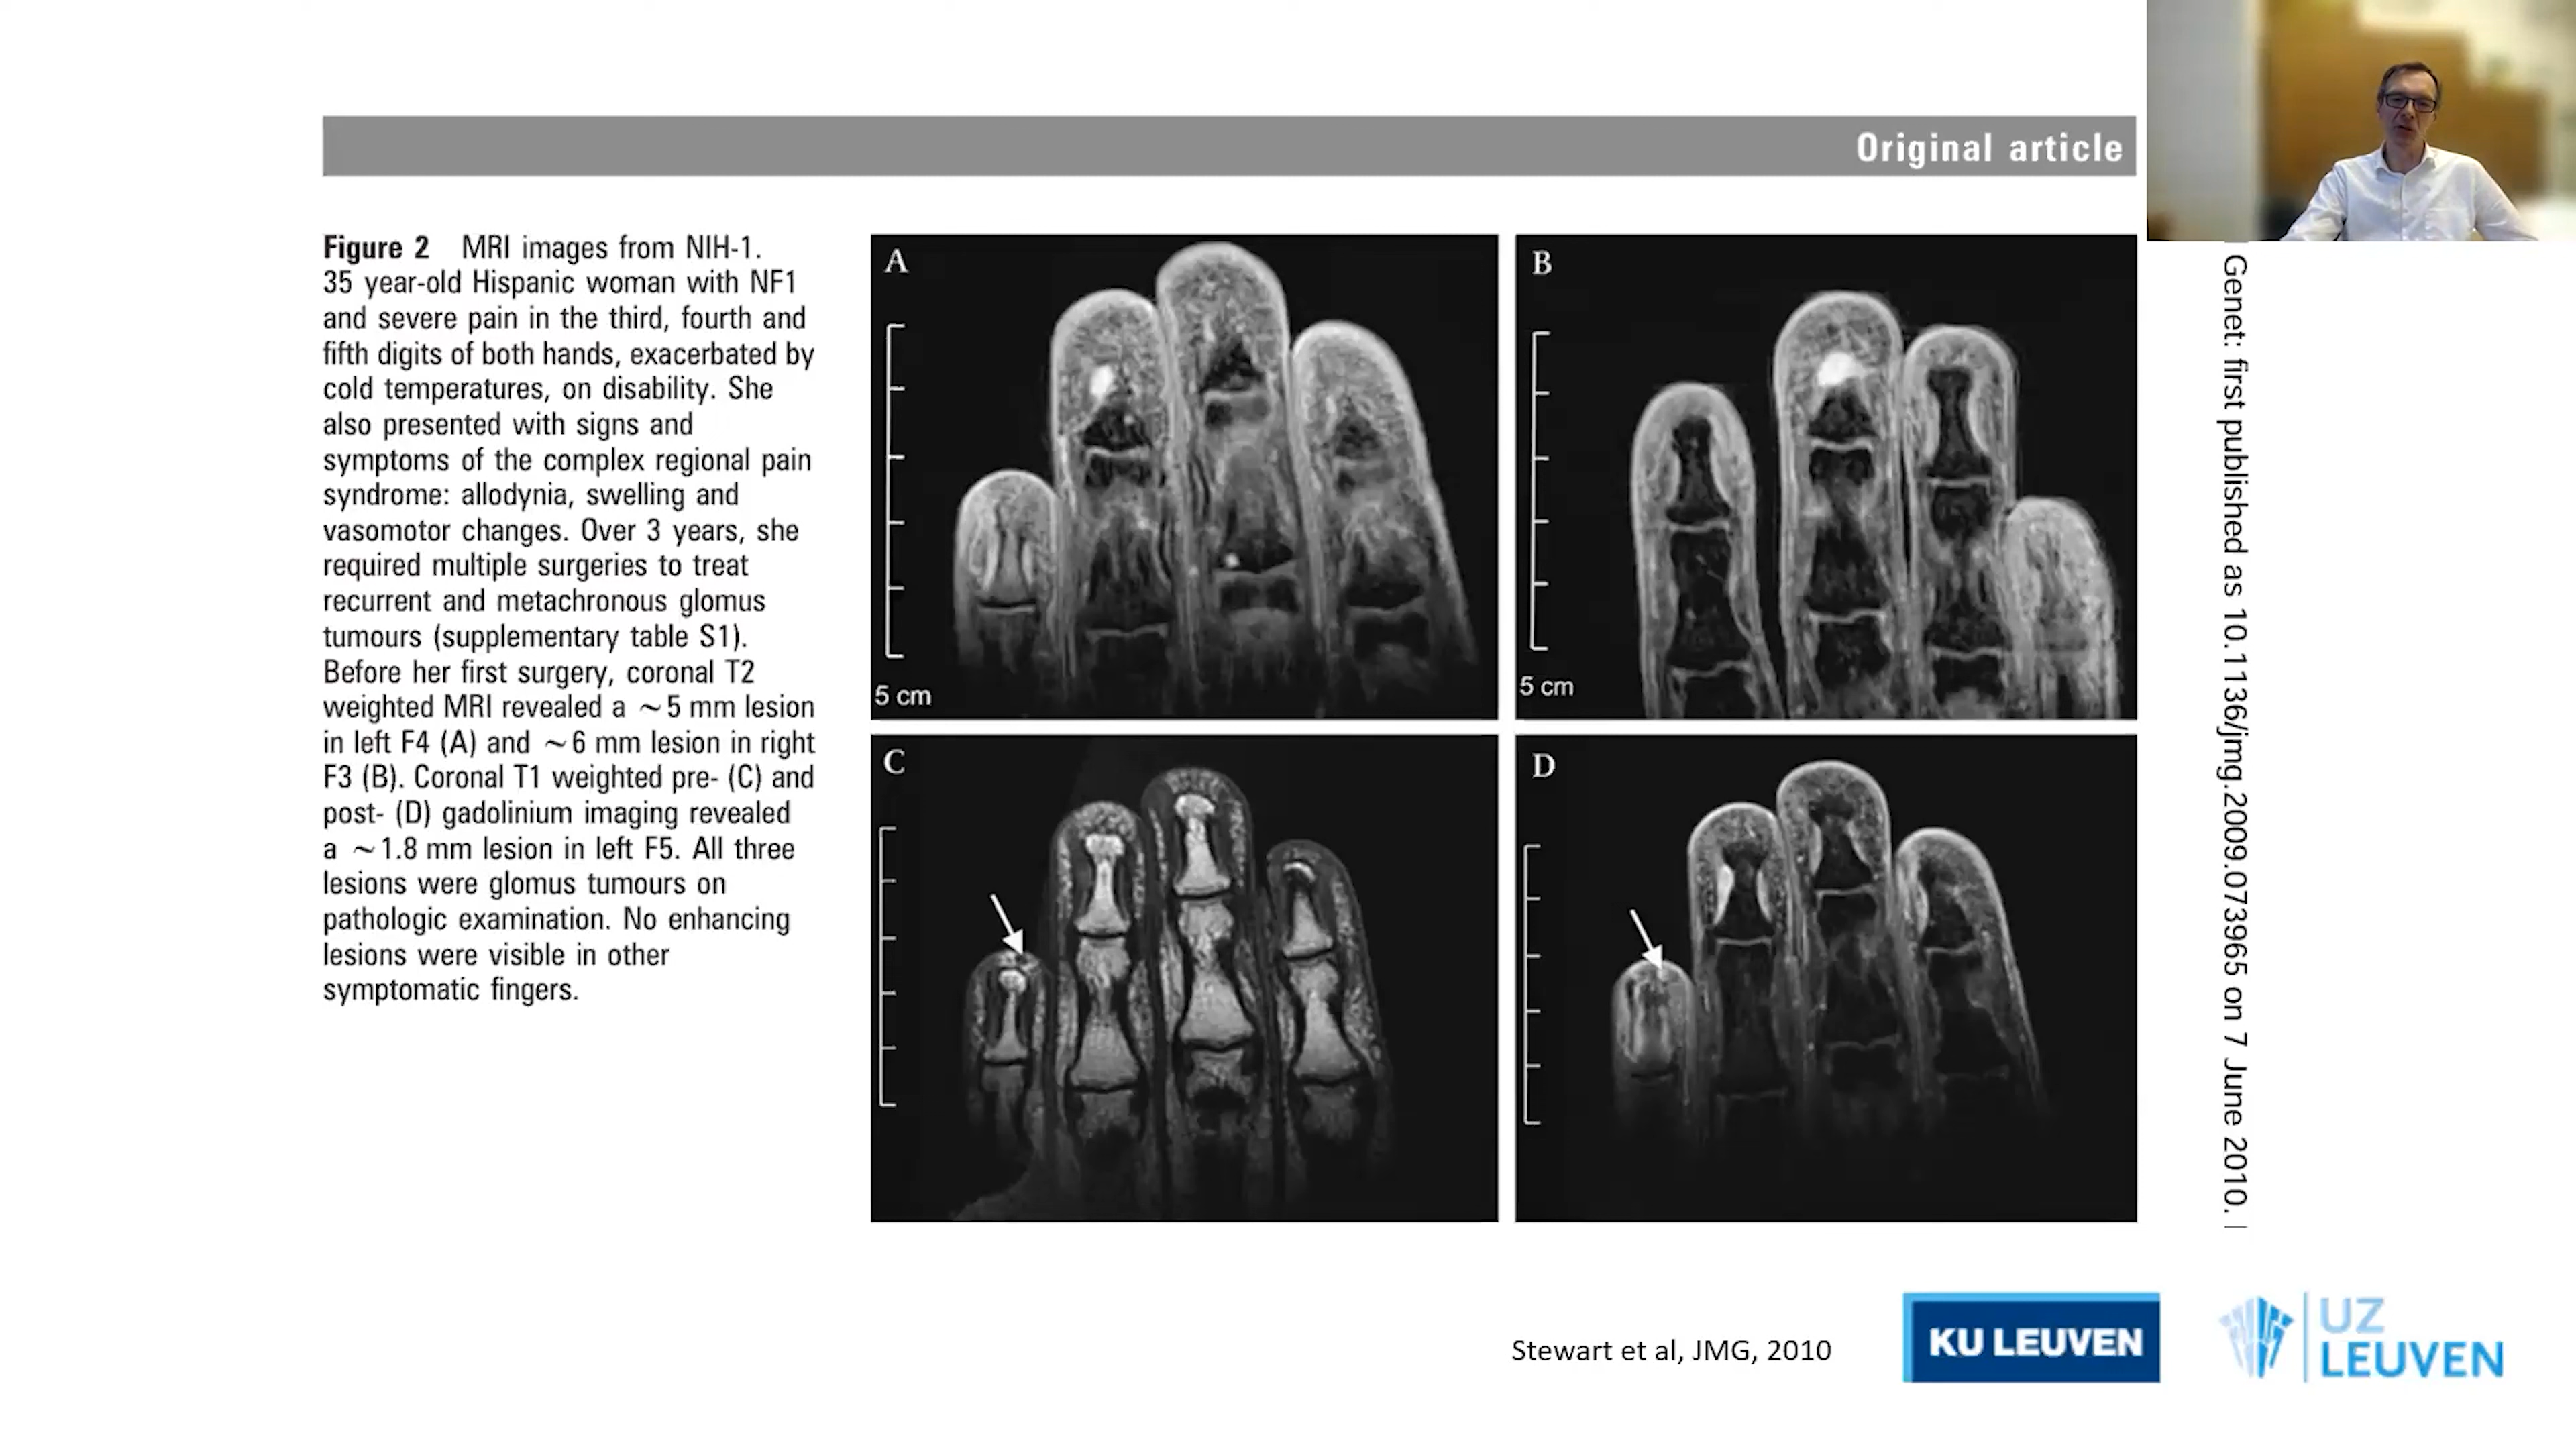 Original article
Figure 2 MRI images from NIH-1.
35 year-old Hispanic woman with NF1
and severe pain in the third, fourth and
fifth digits of both hands, exacerbated by
cold temperatures, on disability. She
also presented with signs and
symptoms of the complex regional pain
syndrome: allodynia, swelling and
vasomotor changes. Over 3 years, she
required multiple surgeries to treat
recurrent and metachronous glomus
tumours (supplementary table S1).
Before her first surgery, coronal T2
weighted MRI revealed a ~5 mm lesion
in left F4 (A) and ~6 mm lesion in right
F3 (B). Coronal T1 weighted pre- (C) and
post- (D) gadolinium imaging revealed
a ~1.8 mm lesion in left F5. All three
lesions were glomus tumours on
pathologic examination. No enhancing
lesions were visible in other
symptomatic fingers.
A
5 cm
B
5 cm
C
D
Genet: first published as 10.1136/jmg.2009.073965 on 7 June 2010.
Stewart et al, JMG, 2010
KU LEUVEN
UZ
LEUVEN